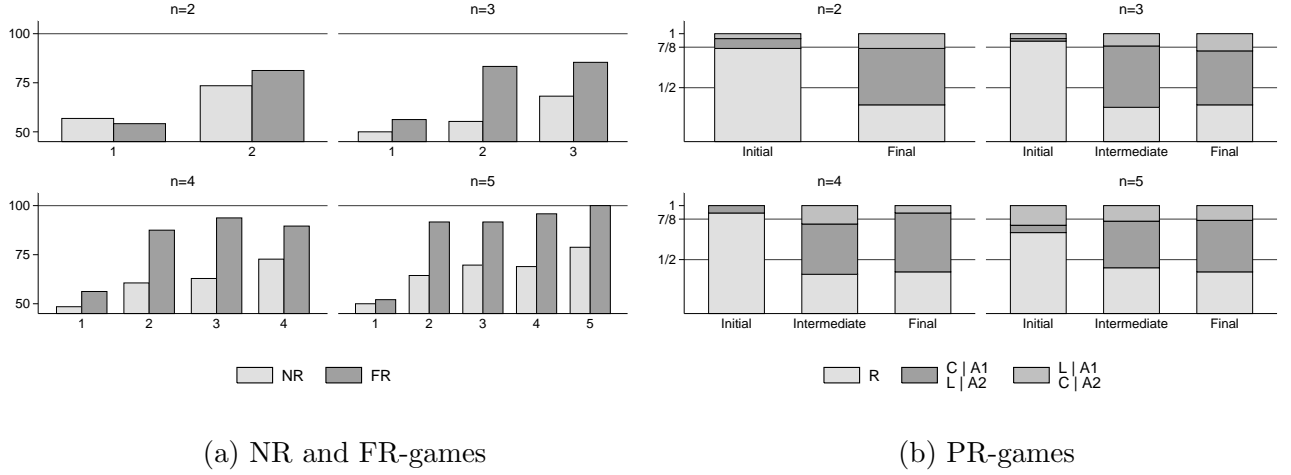 n=2
100
75
50
1 2
n=3
1 2 3
n=4
100
75
50
1 2 3 4
n=5
1 2 3 4 5
NR FR
(a) NR and FR-games
n=2
1
7/8
1/2
Initial Final
n=3
Initial Intermediate Final
n=4
1
7/8
1/2
Initial Intermediate Final
n=5
Initial Intermediate Final
R
C | A1
L | A2
L | A1
C | A2
(b) PR-games